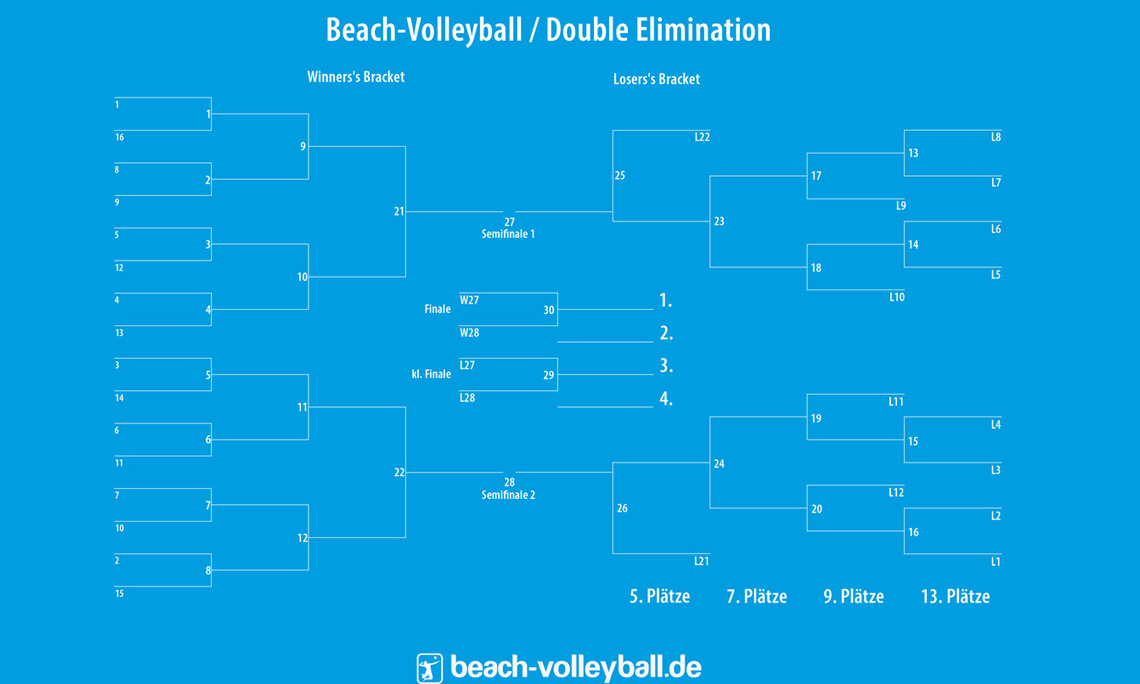 Beach-Volleyball / Double Elimination
Winners's Bracket
Losers's Bracket
1
1
16
9
8
2
9
21
5
3
12
10
4
4
13
3
5
14
11
6
6
11
22
7
7
10
12
2
8
15
27
Semifinale 1
Finale
W27
30
W28
1.
2.
kl. Finale
L27
29
L28
3.
4.
28
Semifinale 2
L22
25
23
17
L9
13
L8
L7
18
L10
14
L6
L5
19
L11
15
L4
L3
24
20
L12
16
L2
L1
26
L21
5. Plätze 7. Plätze 9. Plätze 13. Plätze
beach-volleyball.de